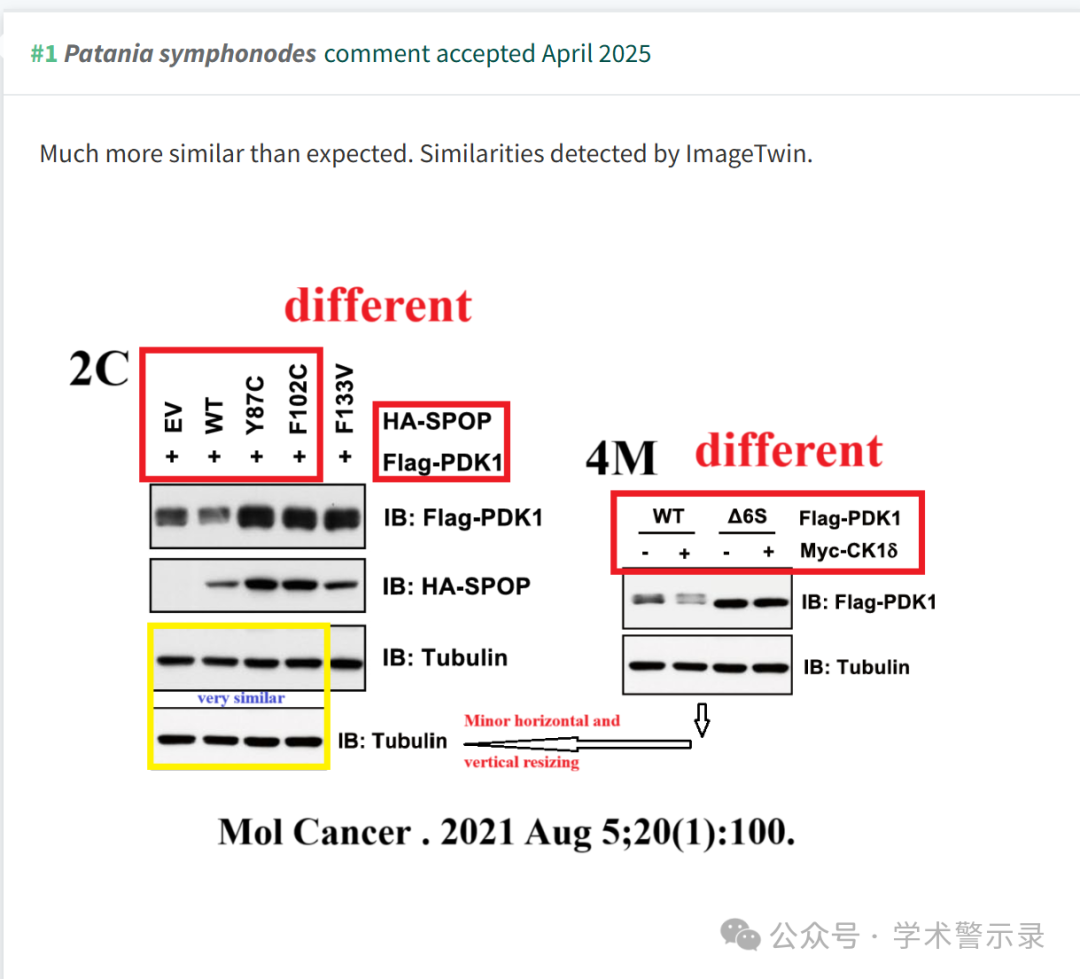 #1 Patania symphonodes comment accepted April 2025
Much more similar than expected. Similarities detected by ImageTwin.
different
2C
EV WT Y87C F102C F133V HA-SPOP
+ + + + + Flag-PDK1
IB: Flag-PDK1
IB: HA-SPOP
IB: Tubulin
very similar
IB: Tubulin
4M different
WT Δ6S Flag-PDK1
- + - + Myc-CK1δ
IB: Flag-PDK1
IB: Tubulin
Minor horizontal and
vertical resizing
Mol Cancer . 2021 Aug 5;20(1):100.
公众号 · 学术警示录